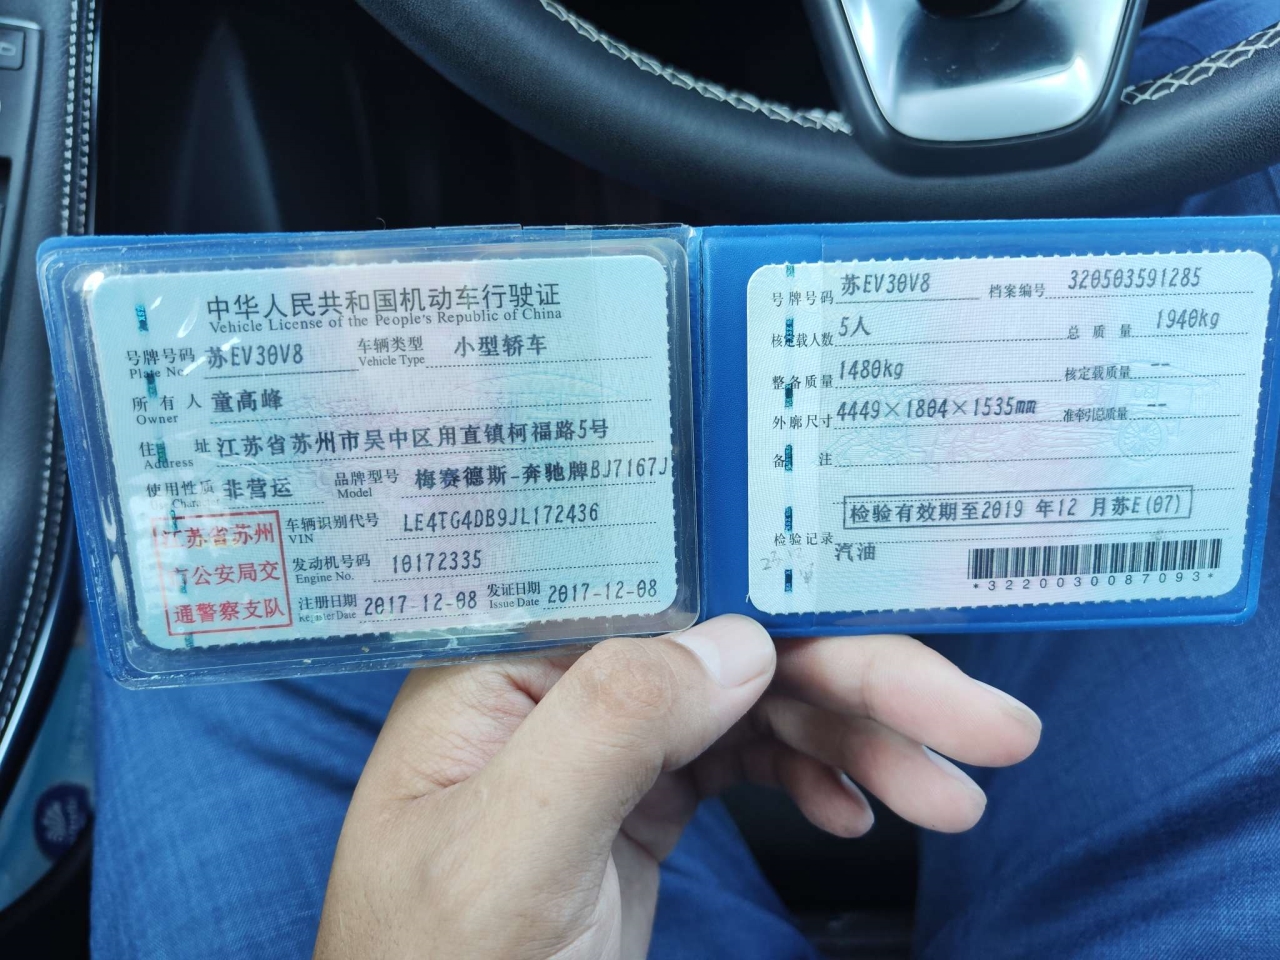 中华人民共和国机动车行驶证
Vehicle License of the People's Republic of China
号牌号码 苏EV30V8 车辆类型 小型轿车
Plate No. Vehicle Type
所有人 童高峰
Owner
住址 江苏省苏州市吴中区用直镇柯福路5号
Address
使用性质 非营运 品牌型号 梅赛德斯-奔驰牌BJ7167J
Model
江苏省苏州
市公安局交
通警察支队
车辆识别代号 LE4TG4DB9JL172436
VIN
发动机号码 10172335
Engine No.
注册日期 2017-12-08 发证日期 2017-12-08
Register Date Issue Date
号牌号码 苏EV30V8 档案编号 320503591285
核定载人数 5人 总质量 1940kg
整备质量 1480kg 核定载质量 --
外廓尺寸 4449×1804×1535mm 准牵引总质量 --
备注
检验有效期至2019 年12 月苏E(07)
检验记录
汽油
*3220030087093*